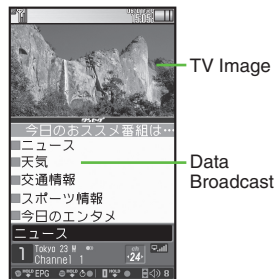 TV Image
今日のおススメ番組は…
■ニュース
■天気
Data
Broadcast
■交通情報
■スポーツ情報
■今日のエンタメ
ニュース
1 Tokyo 23
Channel 1
24
EPG